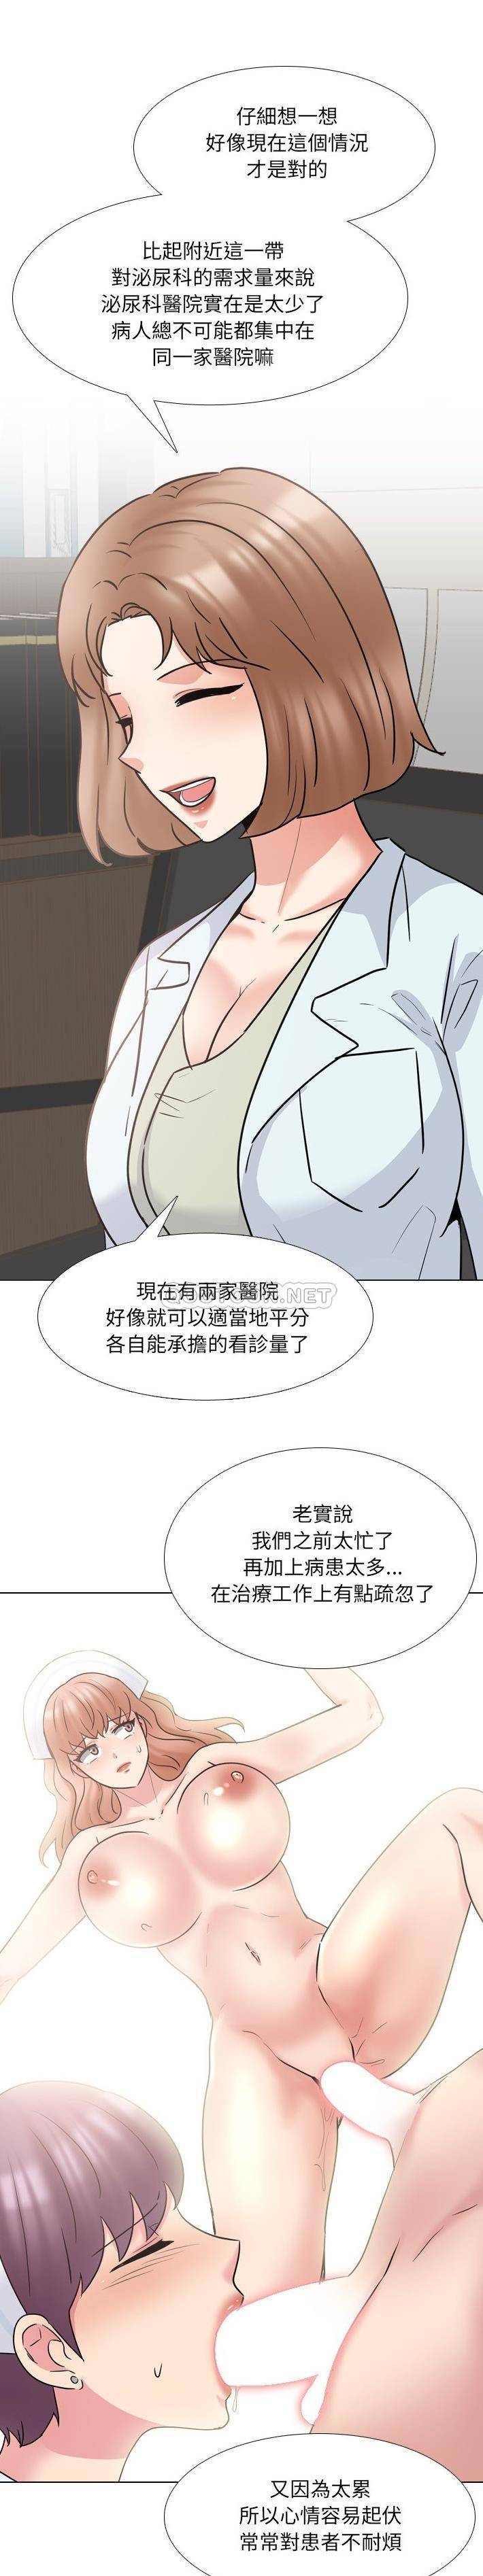 仔細想一想
好像現在這個情況
才是對的
比起附近這一帶
對泌尿科的需求量來說
泌尿科醫院實在是太少了
病人總不可能都集中在
同一家醫院嘛
現在有兩家醫院
好像就可以適當地平分
各自能承擔的看診量了
老實說
我們之前太忙了
再加上病患太多...
在治療工作上有點疏忽了
又因為太累
所以心情容易起伏
常常對患者不耐煩